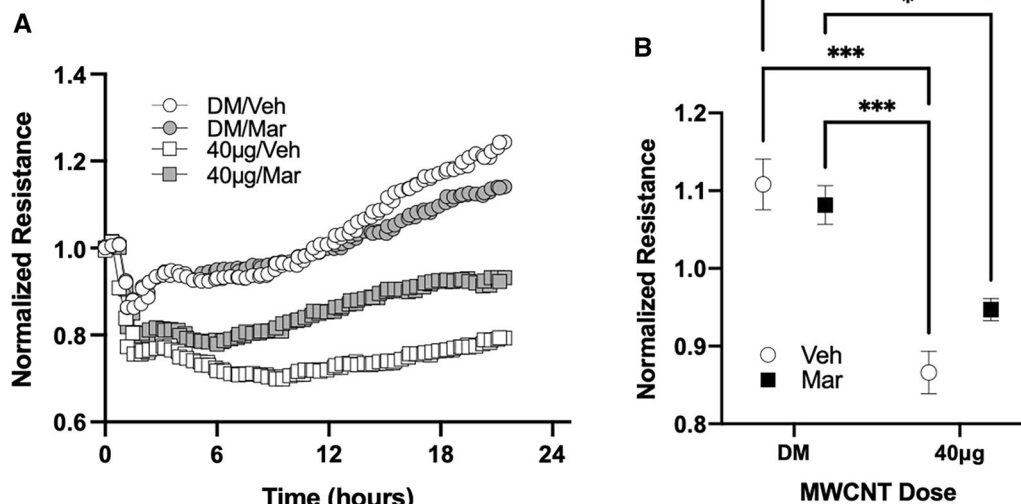 A
Normalized Resistance
1.4
1.2
1.0
0.8
0.6
DM/Veh
DM/Mar
40µg/Veh
40µg/Mar
0 6 12 18 24
Time (hours)
B
*
***
***
Normalized Resistance
1.2
1.1
1.0
0.9
0.8
Veh
Mar
DM 40µg
MWCNT Dose